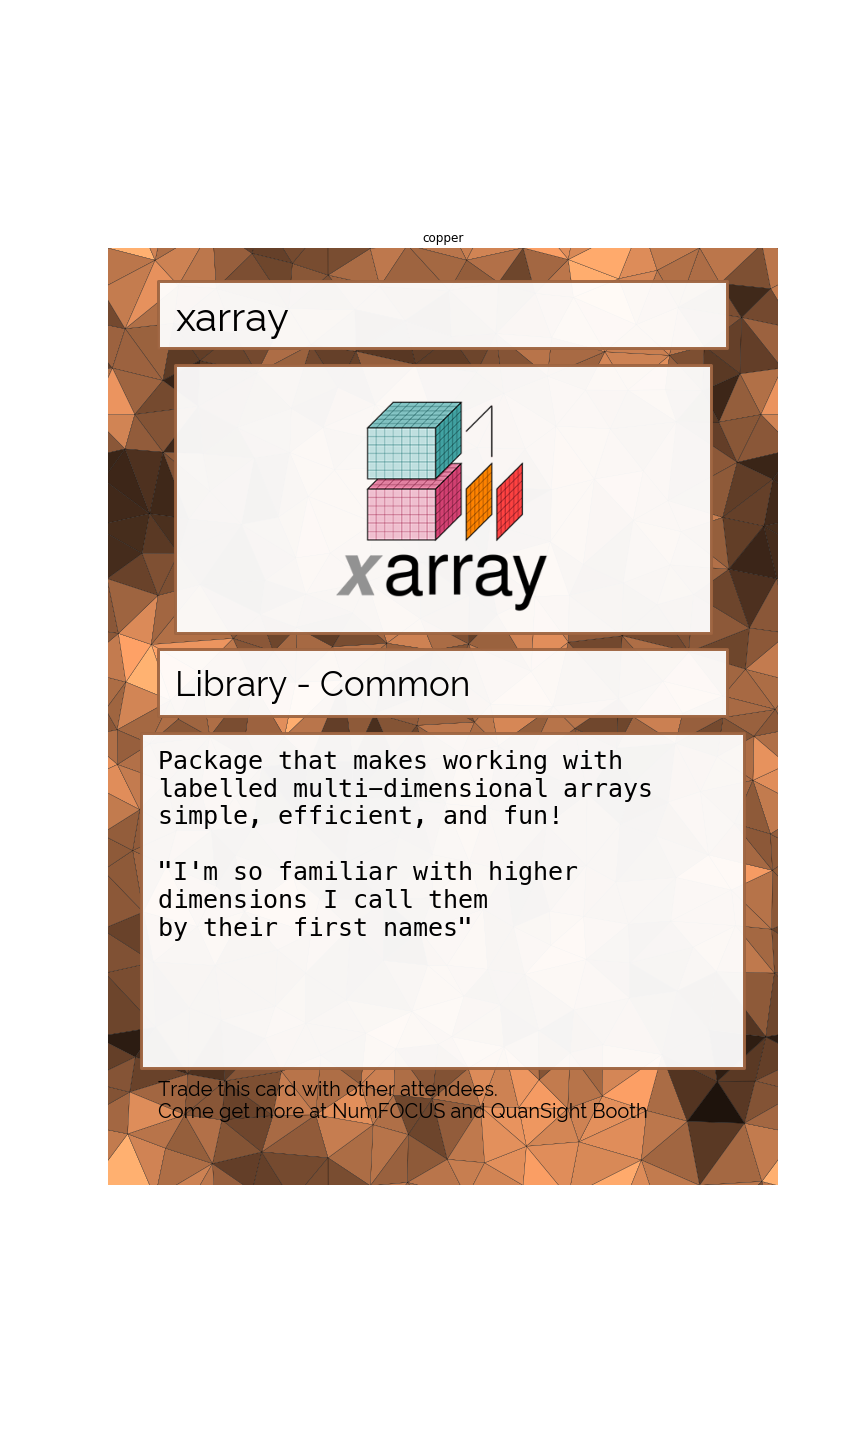 copper
xarray
xarray
Library - Common
Package that makes working with
labelled multi-dimensional arrays
simple, efficient, and fun!
"I'm so familiar with higher
dimensions I call them
by their first names"
Trade this card with other attendees.
Come get more at NumFOCUS and QuanSight Booth